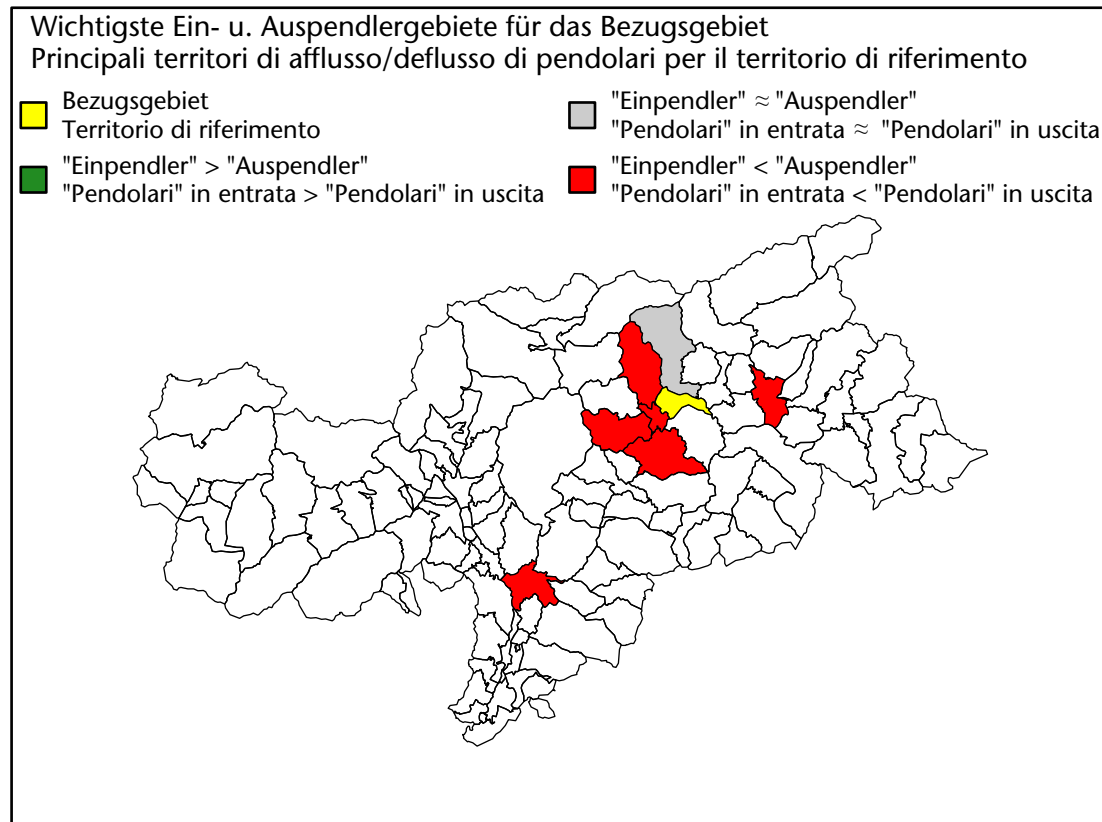 Wichtigste Ein- u. Auspendlergebiete für das Bezugsgebiet
Principali territori di afflusso/deflusso di pendolari per il territorio di riferimento
Bezugsgebiet
Territorio di riferimento
"Einpendler" > "Auspendler"
"Pendolari" in entrata > "Pendolari" in uscita
"Einpendler" ≈ "Auspendler"
"Pendolari" in entrata ≈ "Pendolari" in uscita
"Einpendler" < "Auspendler"
"Pendolari" in entrata < "Pendolari" in uscita